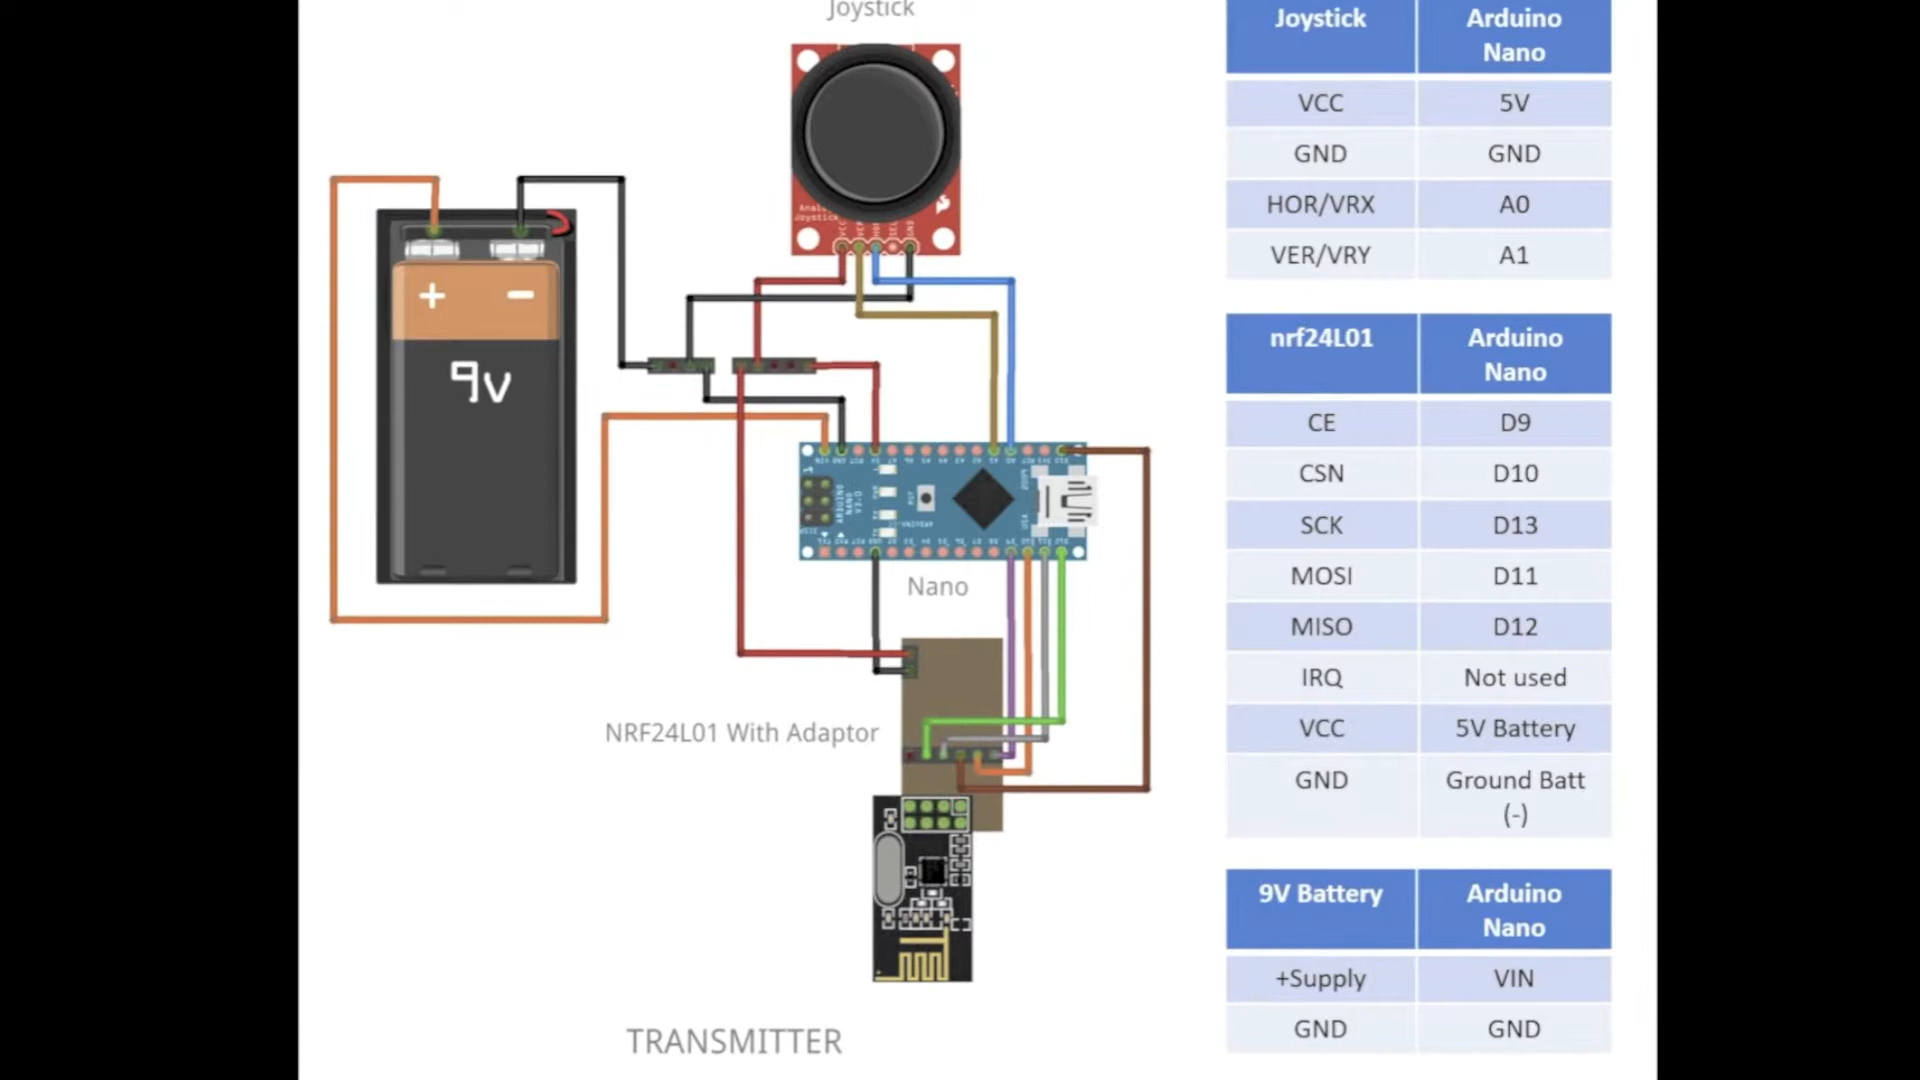 Joystick
Analog
Joystick
+
−
9V
Nano
NRF24L01 With Adaptor
TRANSMITTER
Joystick Arduino Nano
VCC 5V
GND GND
HOR/VRX A0
VER/VRY A1
nrf24L01 Arduino Nano
CE D9
CSN D10
SCK D13
MOSI D11
MISO D12
IRQ Not used
VCC 5V Battery
GND Ground Batt (-)
9V Battery Arduino Nano
+Supply VIN
GND GND